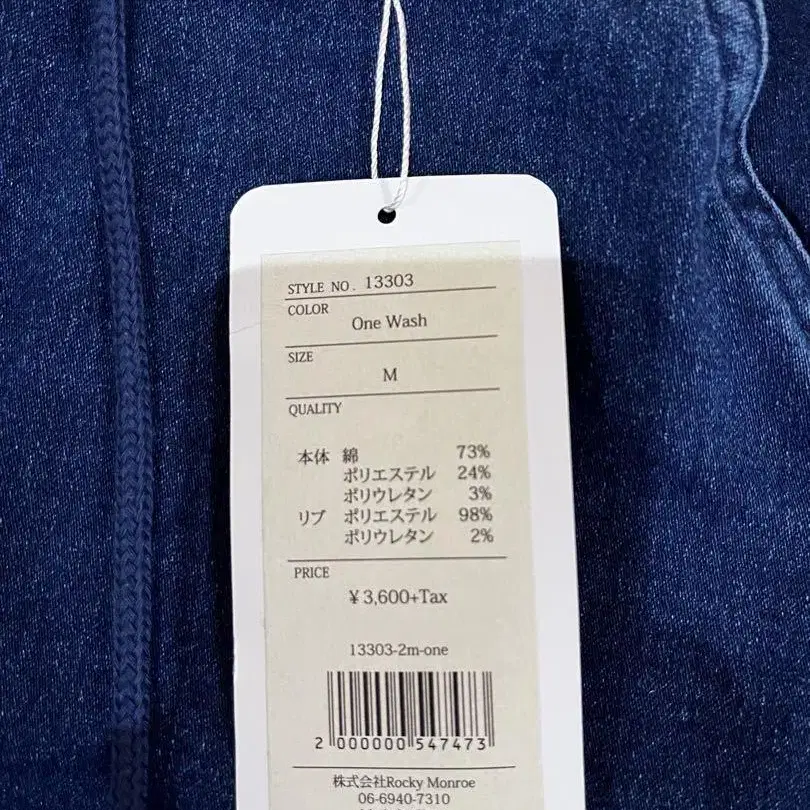 STYLE NO. 13303
COLOR
One Wash
SIZE
M
QUALITY
本体 綿 73%
ポリエステル 24%
ポリウレタン 3%
リブ ポリエステル 98%
ポリウレタン 2%
PRICE
¥3,600+Tax
13303-2m-one
2 000000 547473
株式会社Rocky Monroe
06-6940-7310